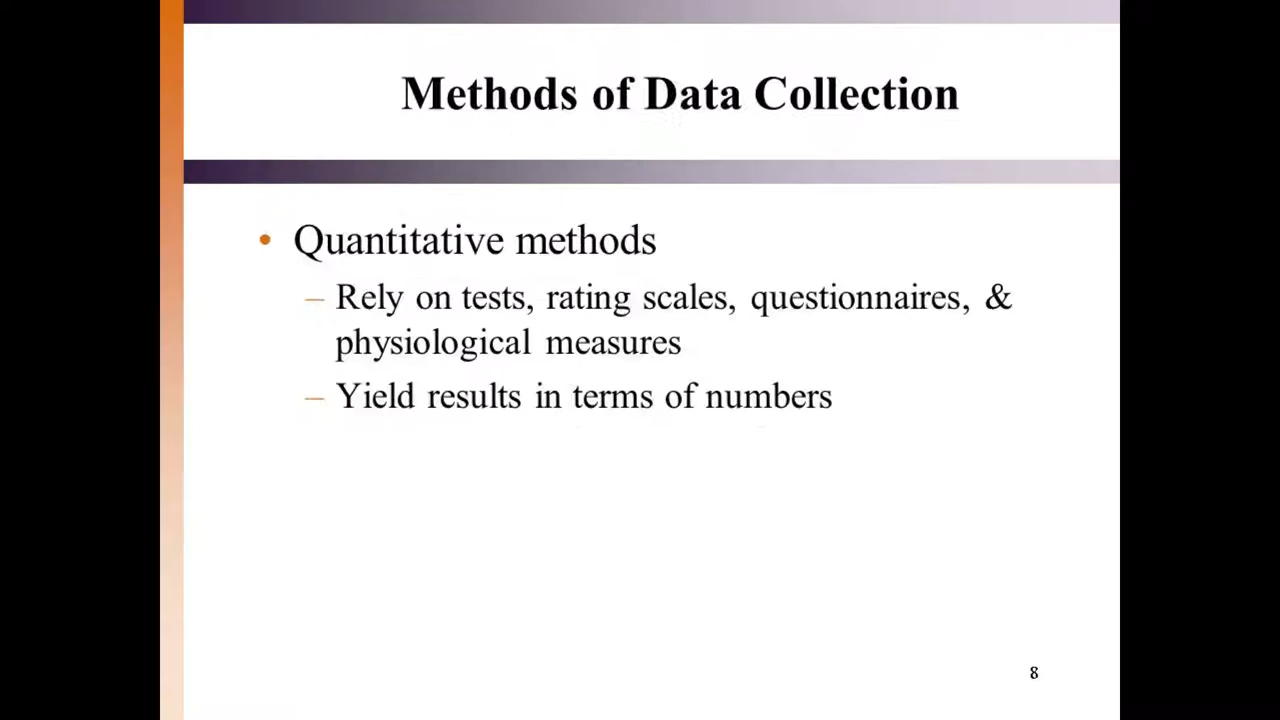 Methods of Data Collection
• Quantitative methods
– Rely on tests, rating scales, questionnaires, &
physiological measures
– Yield results in terms of numbers
8